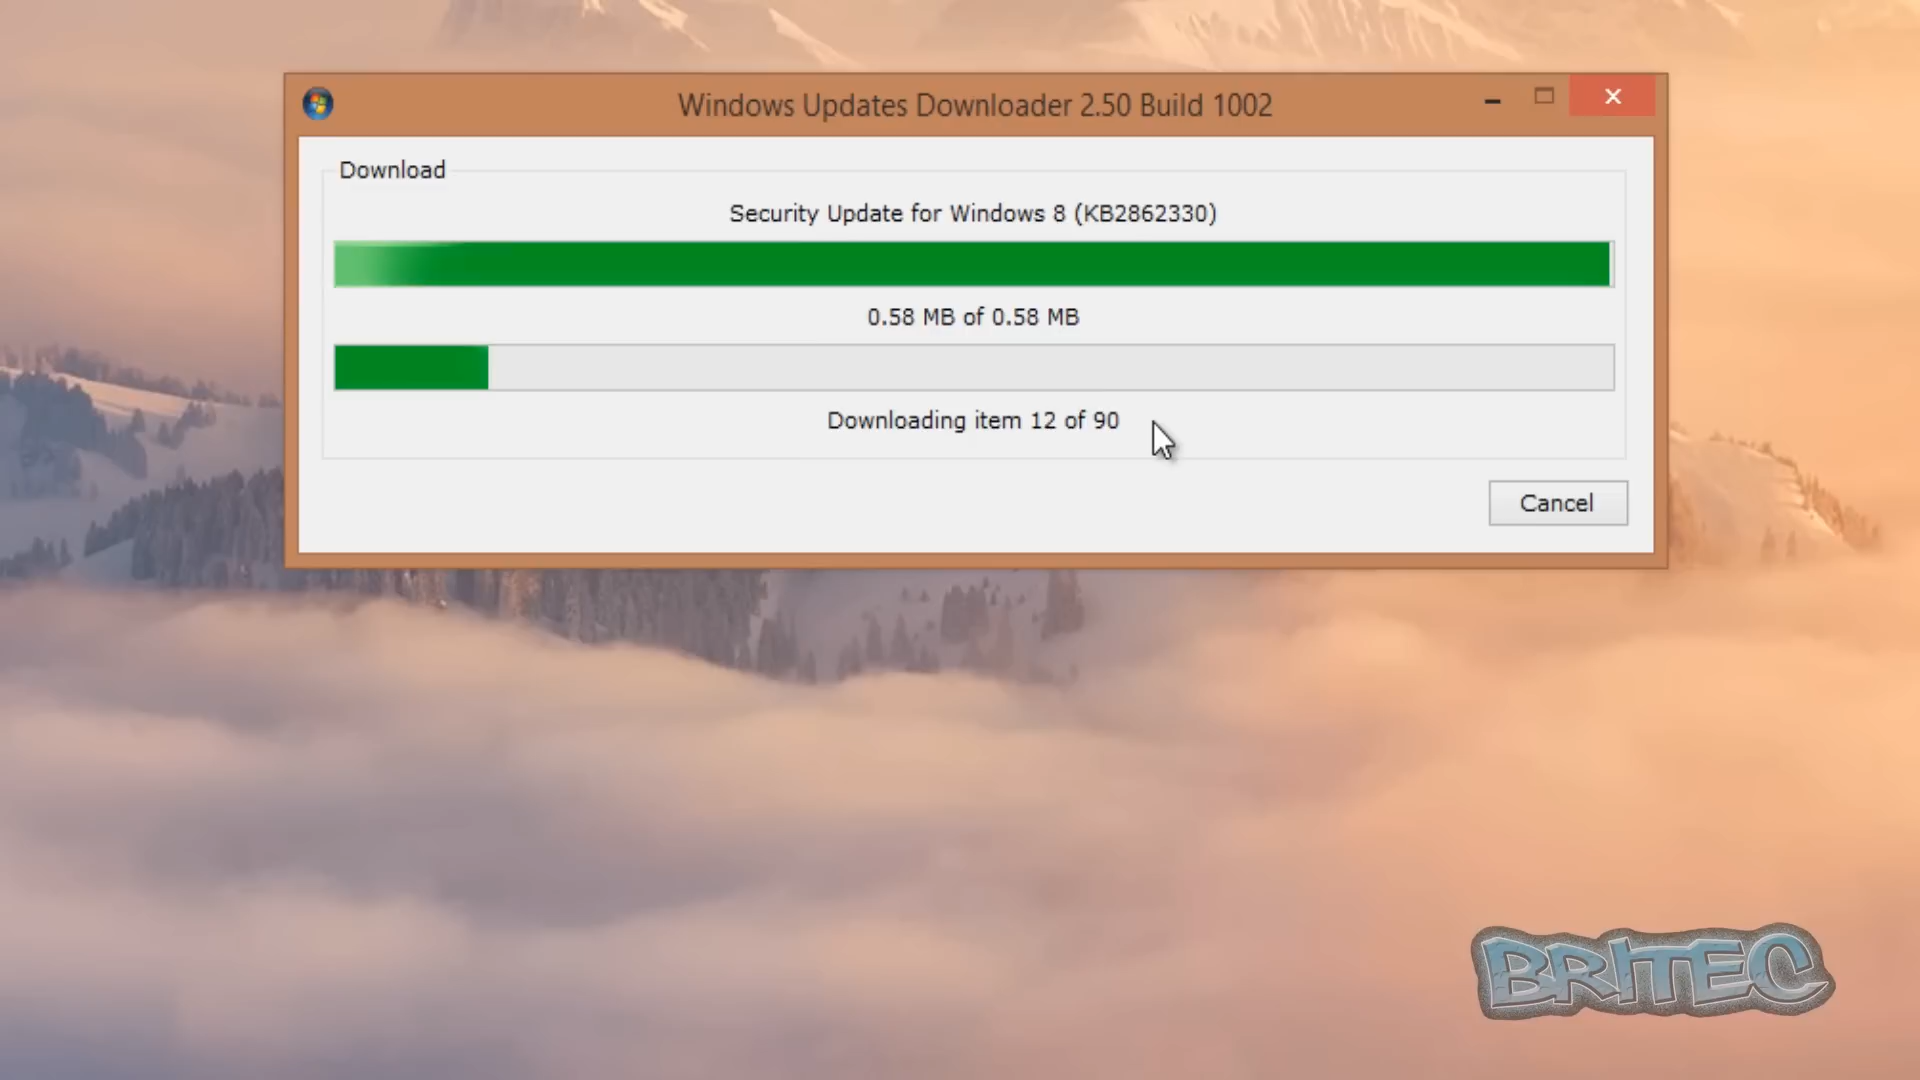 Windows Updates Downloader 2.50 Build 1002
Download
Security Update for Windows 8 (KB2862330)
0.58 MB of 0.58 MB
Downloading item 12 of 90
Cancel
BRITEC